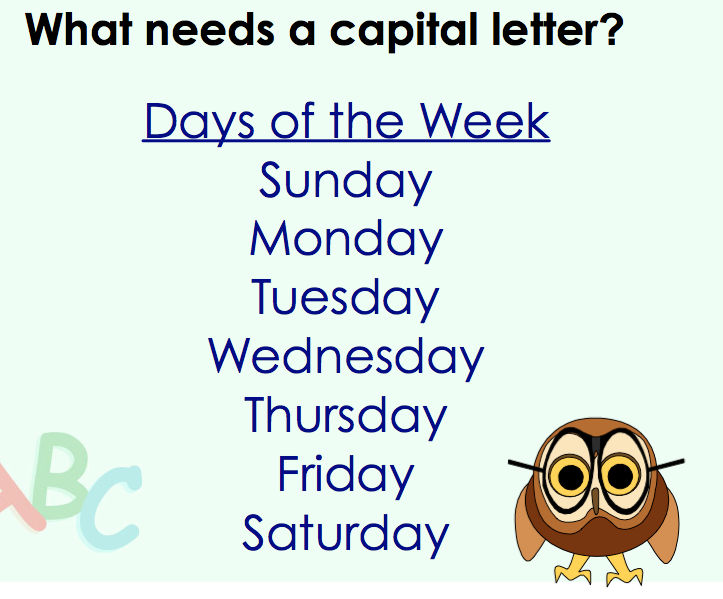 What needs a capital letter?
Days of the Week
Sunday
Monday
Tuesday
Wednesday
Thursday
Friday
Saturday
ABC